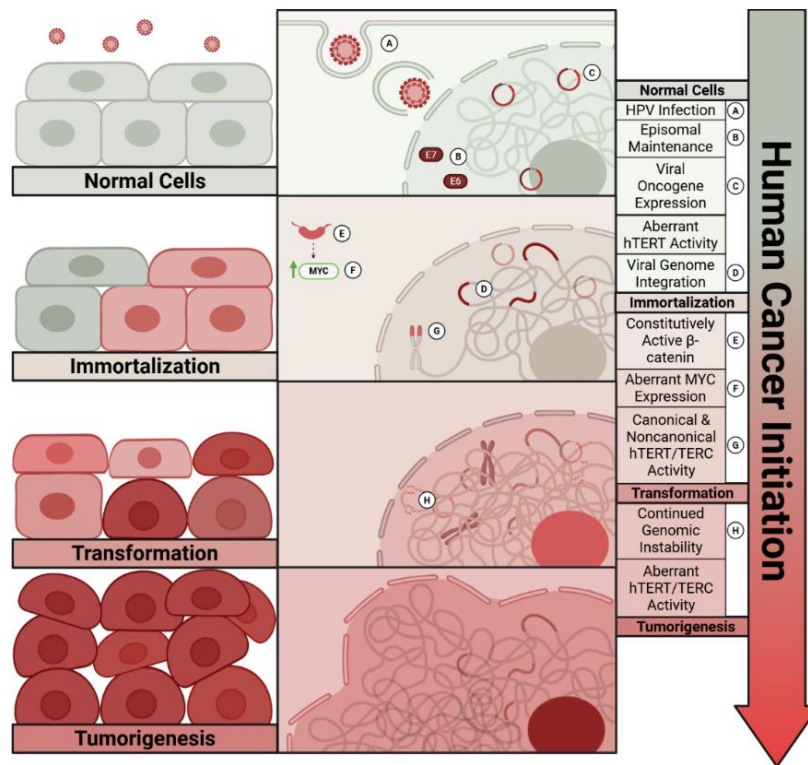 A
C
E7
B
E6
Normal Cells
E
MYC
F
D
G
Immortalization
H
Transformation
Tumorigenesis
Normal Cells
HPV Infection
A
Episomal
Maintenance
B
Viral
Oncogene
Expression
C
Aberrant
hTERT Activity
Viral Genome
Integration
D
Immortalization
Constitutively
Active β-
catenin
E
Aberrant MYC
Expression
F
Canonical &
Noncanonical
hTERT/TERC
Activity
G
Transformation
Continued
Genomic
Instability
H
Aberrant
hTERT/TERC
Activity
Tumorigenesis
Human Cancer Initiation